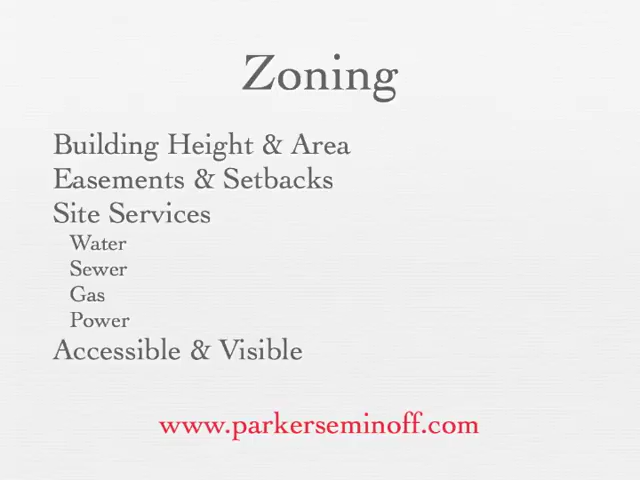 Zoning
Building Height & Area
Easements & Setbacks
Site Services
Water
Sewer
Gas
Power
Accessible & Visible
www.parkerseminoff.com